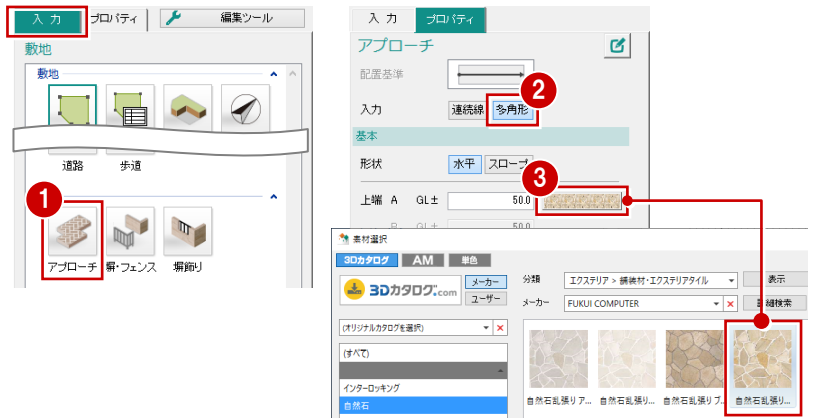 入 力
プロパティ
編集ツール
敷地
敷地
道路
歩道
1
アプローチ
塀・フェンス
塀飾り
入 力
プロパティ
アプローチ
配置基準
2
入力
連続線
多角形
基本
形状
水平
スロープ
3
上端 A GL±
50.0
B GL±
50.0
素材選択
3Dカタログ
AM
単色
3Dカタログ.com
メーカー
ユーザー
分類
エクステリア > 舗装材・エクステリアタイル
表示
メーカー
FUKUI COMPUTER
細検索
(オリジナルカタログを選択)
(すべて)
インターロッキング
自然石
自然石乱張りア...
自然石乱張り...
自然石乱張りブ...
自然石乱張り...